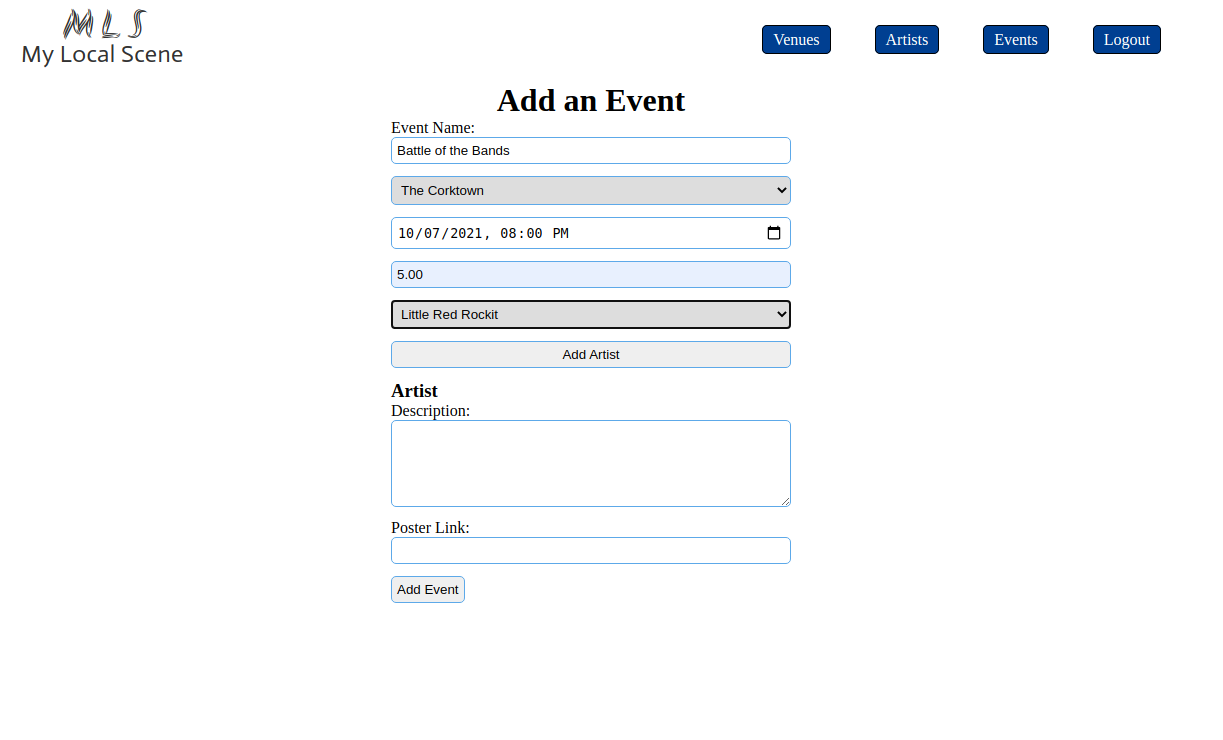 MLS
My Local Scene
Venues
Artists
Events
Logout
Add an Event
Event Name:
Battle of the Bands
The Corktown
10/07/2021, 08:00 PM
5.00
Little Red Rockit
Add Artist
Artist
Description:
Poster Link:
Add Event